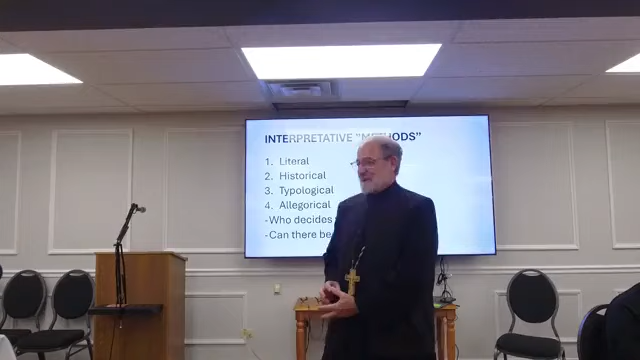 INTERPRETATIVE "METHODS"
1. Literal
2. Historical
3. Typological
4. Allegorical
-Who decides
-Can there be